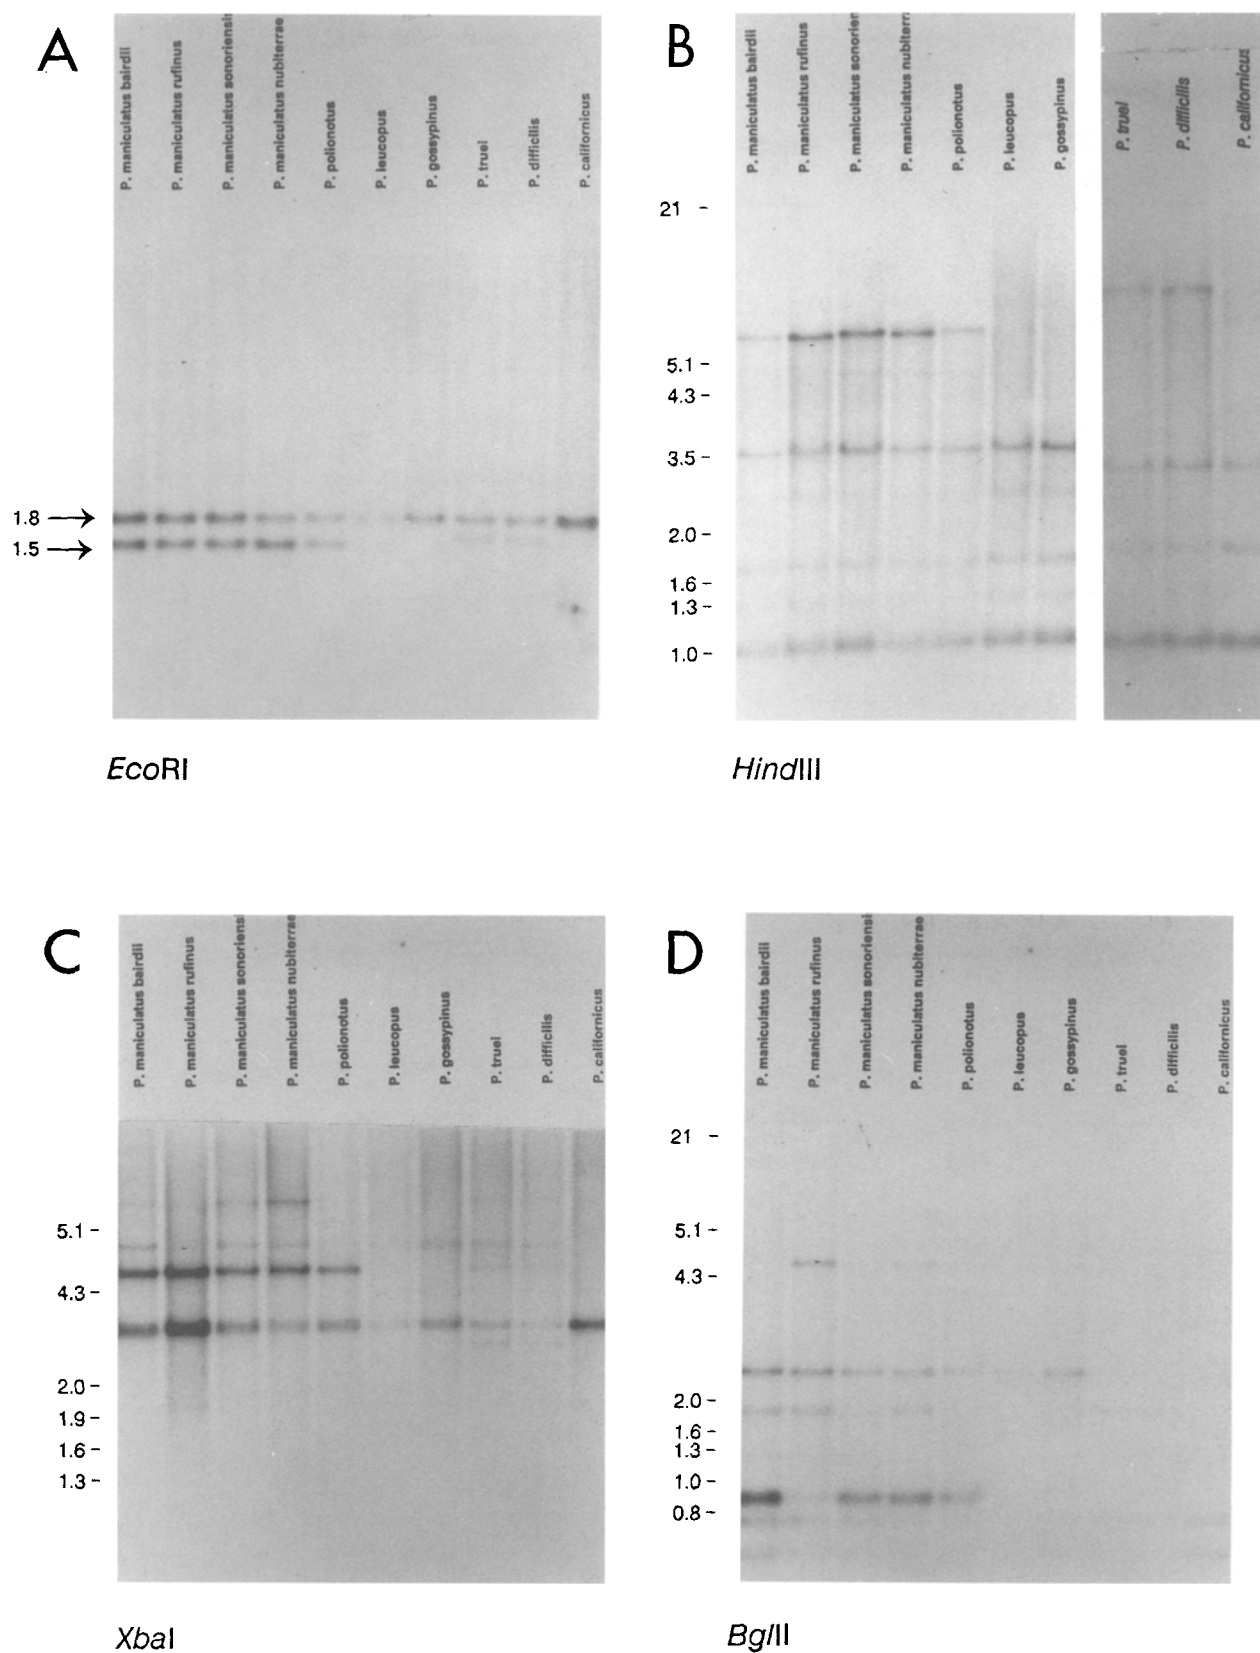 A
P. maniculatus bairdii
P. maniculatus rufinus
P. maniculatus sonoriensis
P. maniculatus nubiterrae
P. polionotus
P. leucopus
P. gossypinus
P. truei
P. difficilis
P. californicus
1.8
1.5
EcoRI
B
P. maniculatus bairdii
P. maniculatus rufinus
P. maniculatus sonorien
P. maniculatus nubiterr
P. polionotus
P. leucopus
P. gossypinus
P. truei
P. difficilis
P. californicus
21 -
5.1 -
4.3 -
3.5 -
2.0 -
1.6 -
1.3 -
1.0 -
HindIII
C
P. maniculatus bairdii
P. maniculatus rufinus
P. maniculatus sonoriensi
P. maniculatus nubiterrae
P. polionotus
P. leucopus
P. gossypinus
P. truei
P. difficilis
P. californicus
5.1 -
4.3 -
2.0 -
1.9 -
1.6 -
1.3 -
XbaI
D
P. maniculatus bairdii
P. maniculatus rufinus
P. maniculatus sonoriensi
P. maniculatus nubiterrae
P. polionotus
P. leucopus
P. gossypinus
P. truei
P. difficilis
P. californicus
21 -
5.1 -
4.3 -
2.0 -
1.6 -
1.3 -
1.0 -
0.8 -
BglII